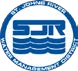 ST. JOHNS RIVER
SJR
WATER MANAGEMENT DISTRICT